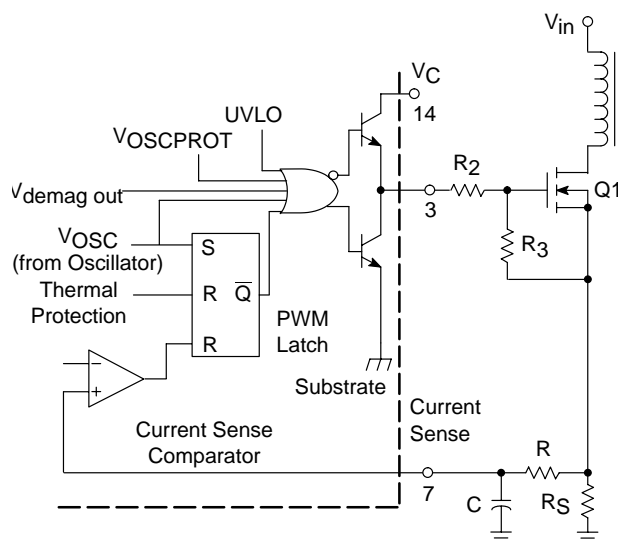 Vin
VC
14
UVLO
VOSCPROT
Vdemag out
R2
3
Q1
R3
VOSC
(from Oscillator)
S
Thermal
Protection
R
Q
R
PWM
Latch
Substrate
−
+
Current
Sense
Current Sense
Comparator
7
R
C
RS